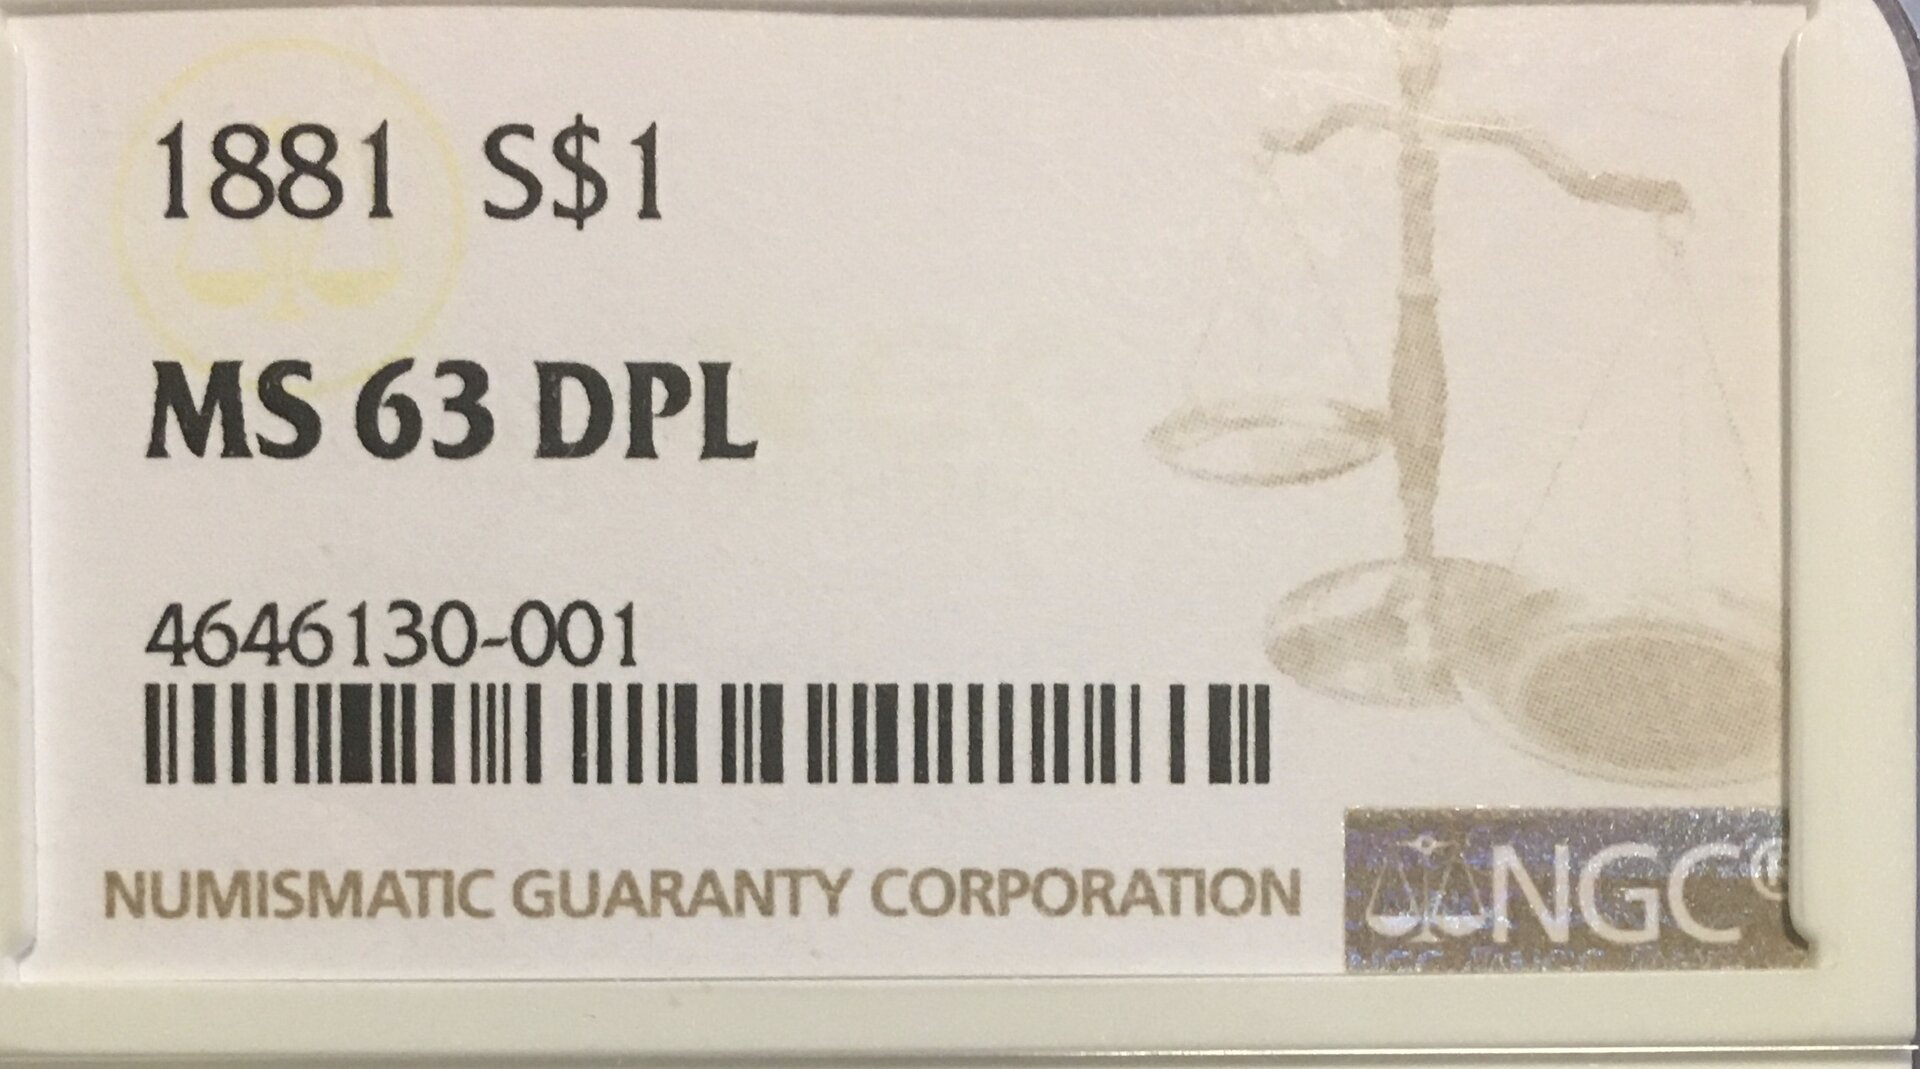 1881 S$1
MS 63 DPL
4646130-001
NUMISMATIC GUARANTY CORPORATION
NGC®